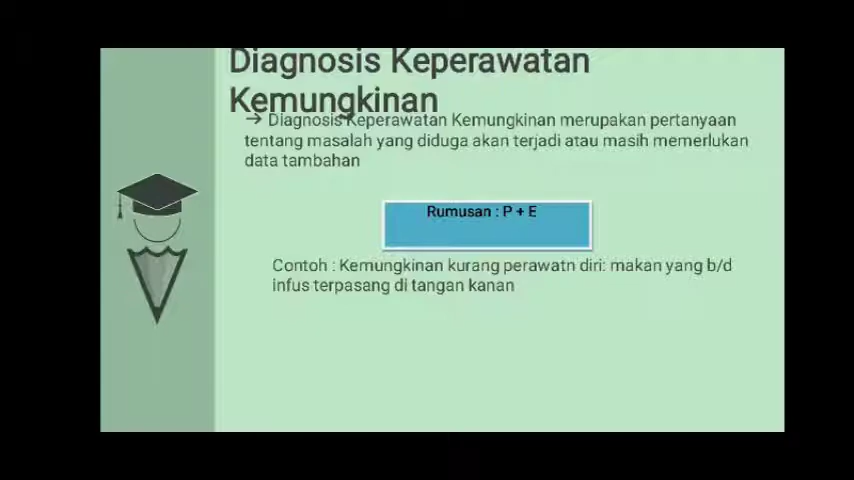 Diagnosis Keperawatan
Kemungkinan
→ Diagnosis Keperawatan Kemungkinan merupakan pertanyaan
tentang masalah yang diduga akan terjadi atau masih memerlukan
data tambahan
Rumusan : P + E
Contoh : Kemungkinan kurang perawatn diri: makan yang b/d
infus terpasang di tangan kanan